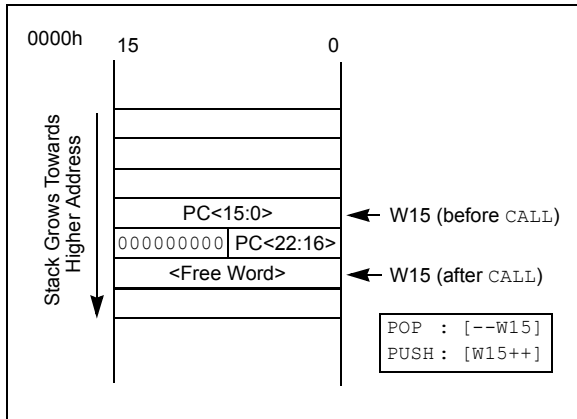 0000h
15 0
Stack Grows Towards
Higher Address
PC<15:0>
W15 (before CALL)
000000000 PC<22:16>
<Free Word>
W15 (after CALL)
POP : [--W15]
PUSH : [W15++]